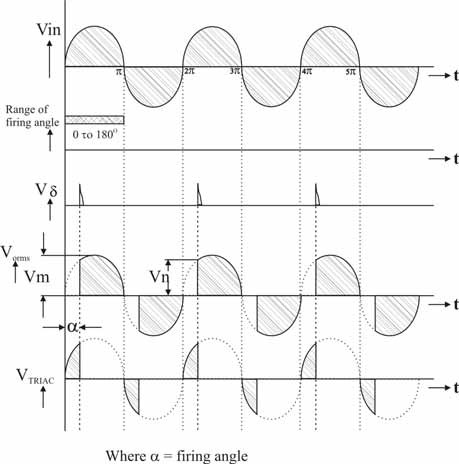 Vin
π 2π 3π 4π 5π
t
Range of
firing angle
0 to 180°
t
Vδ
t
Vorms
Vm
Vn
t
α
VTRIAC
t
Where α = firing angle